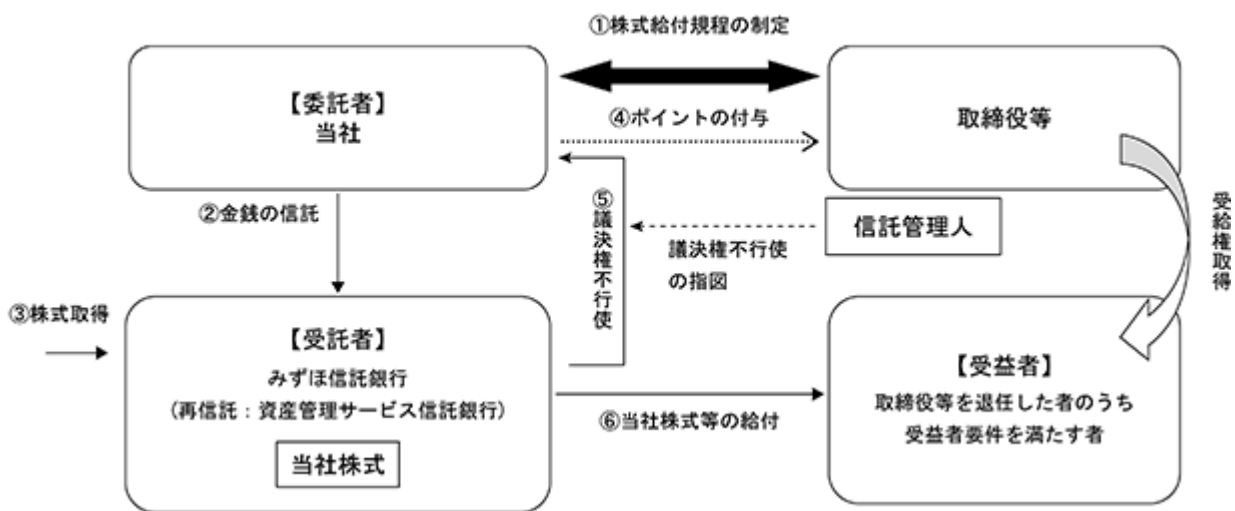 ①株式給付規程の制定
【委託者】
当社
④ポイントの付与
取締役等
②金銭の信託
⑤議決権不行使
議決権不行使
の指図
信託管理人
受給権取得
③株式取得
【受託者】
みずほ信託銀行
（再信託：資産管理サービス信託銀行）
当社株式
⑥当社株式等の給付
【受益者】
取締役等を退任した者のうち
受益者要件を満たす者